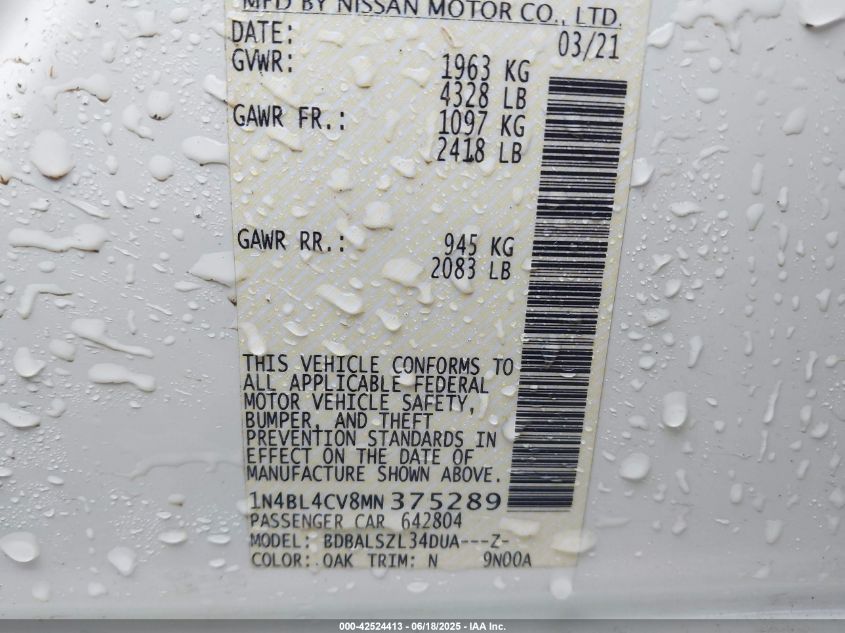 MFD BY NISSAN MOTOR CO., LTD.
DATE: 03/21
GVWR: 1963 KG
4328 LB
GAWR FR.: 1097 KG
2418 LB
GAWR RR.: 945 KG
2083 LB
THIS VEHICLE CONFORMS TO
ALL APPLICABLE FEDERAL
MOTOR VEHICLE SAFETY,
BUMPER, AND THEFT
PREVENTION STANDARDS IN
EFFECT ON THE DATE OF
MANUFACTURE SHOWN ABOVE.
1N4BL4CV8MN 375289
PASSENGER CAR 642804
MODEL: BDBALSZL34DUA---Z-
COLOR: QAK TRIM: N 9N00A
000-42524413 - 06/18/2025 - IAA Inc.